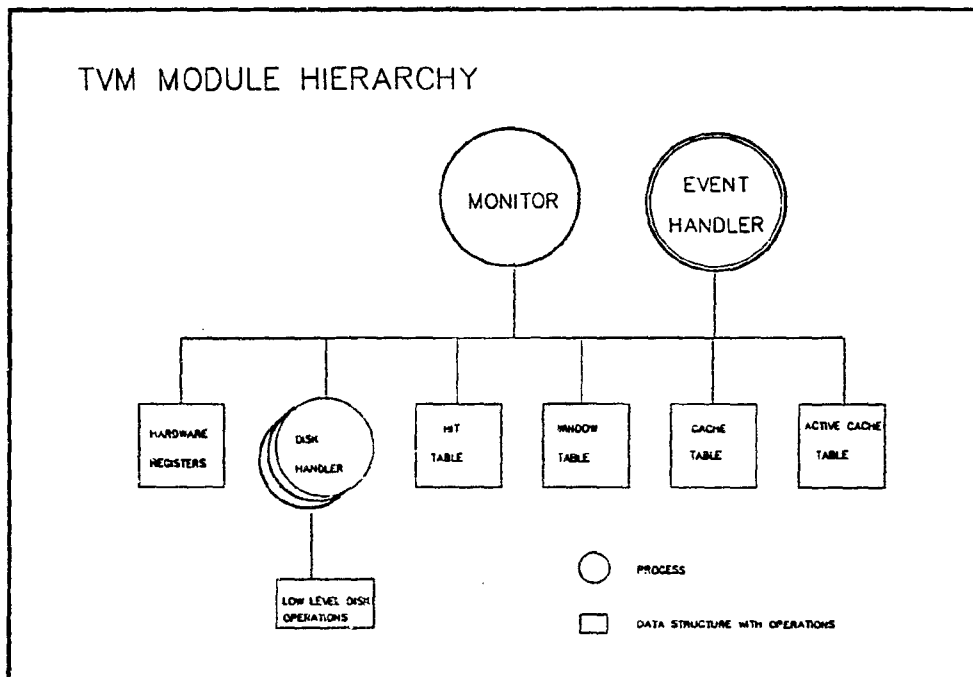 TVM MODULE HIERARCHY
MONITOR
EVENT
HANDLER
HARDWARE
REGISTERS
DISK
HANDLER
HIT
TABLE
WINDOW
TABLE
CACHE
TABLE
ACTIVE CACHE
TABLE
LOW LEVEL DISK
OPERATIONS
PROCESS
DATA STRUCTURE WITH OPERATIONS